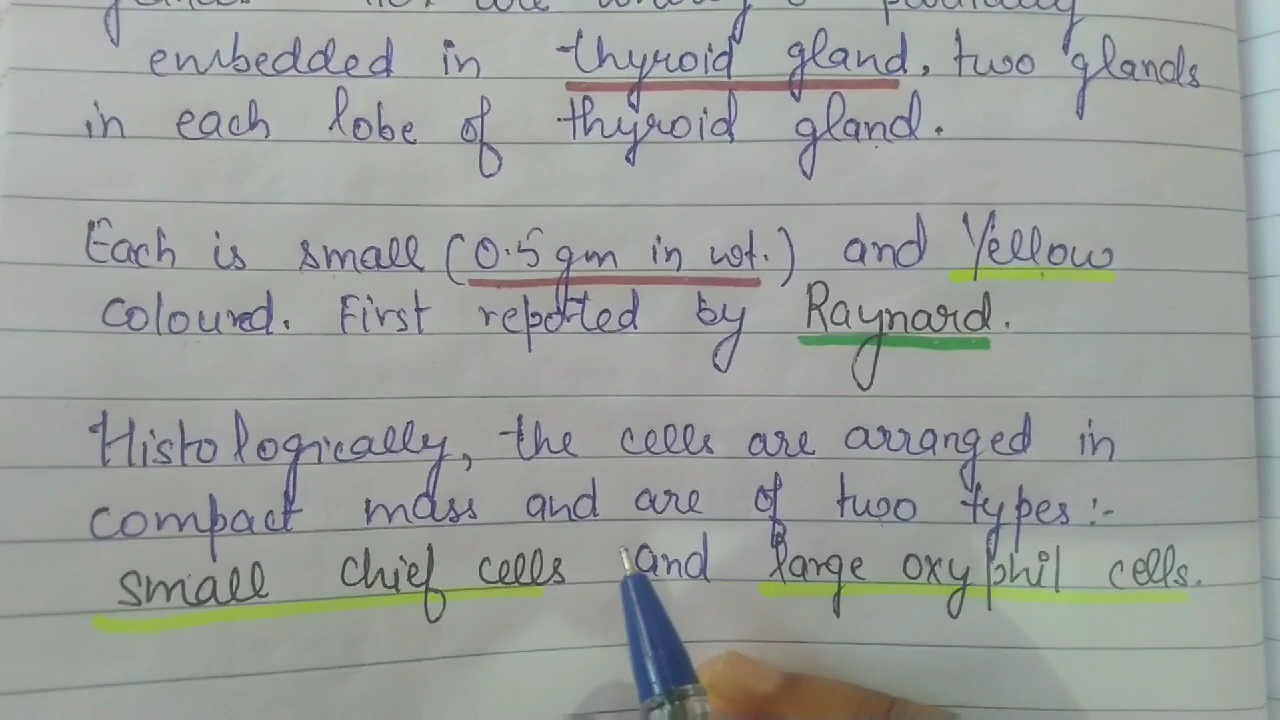 embedded in thyroid gland, two glands
in each lobe of thyroid gland.
Each is small (0.5 gm in wt.) and Yellow
coloured. First reported by Raynard.
Histologically, the cells are arranged in
compact mass and are of two types:-
small chief cells and large oxyphil cells.